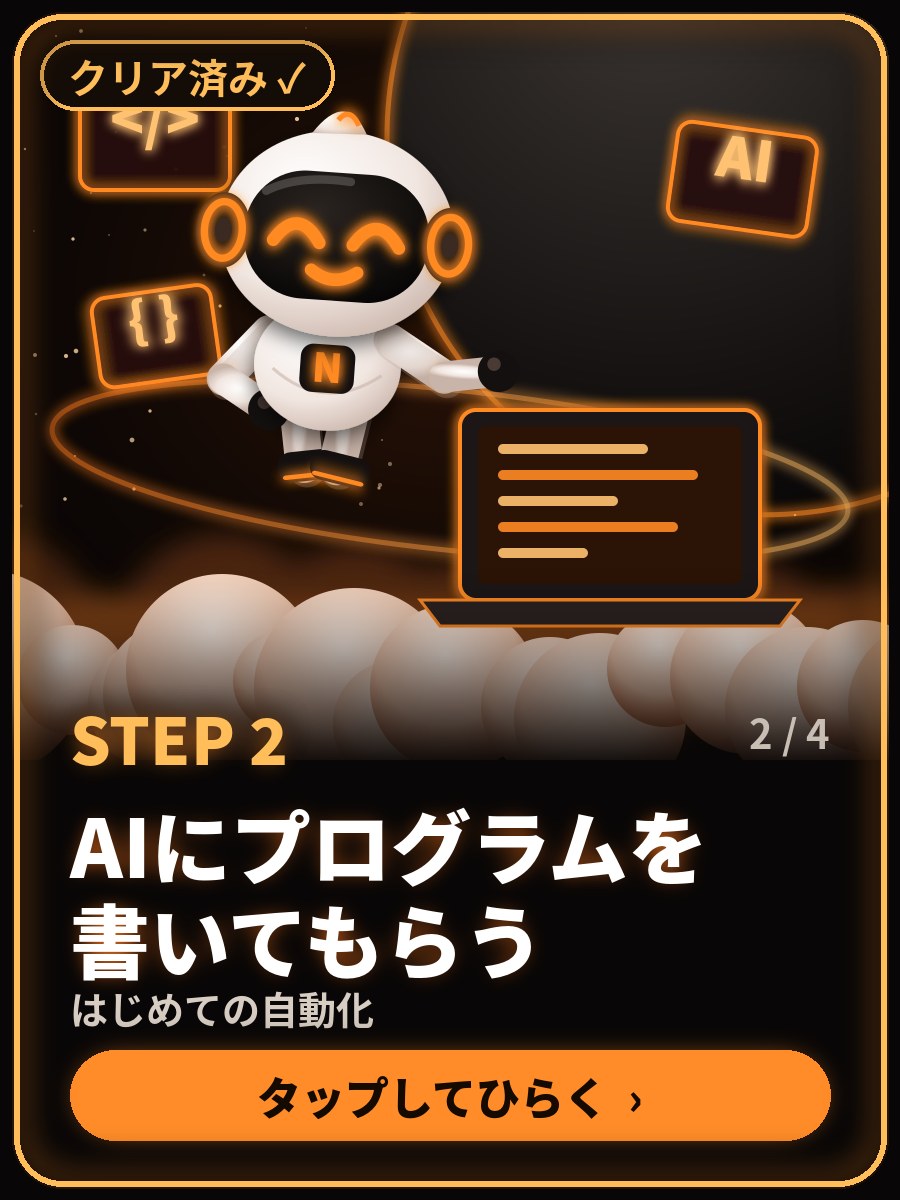 クリア済み ✓
</>
AI
{ }
N
STEP 2
2 / 4
AIにプログラムを
書いてもらう
はじめての自動化
タップしてひらく ›